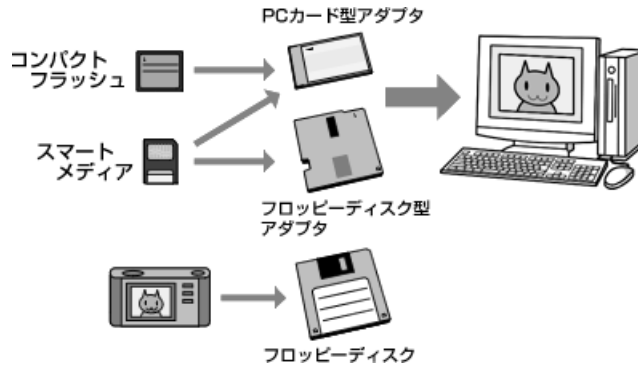 PCカード型アダプタ
コンパクト
フラッシュ
スマート
メディア
フロッピーディスク型
アダプタ
フロッピーディスク